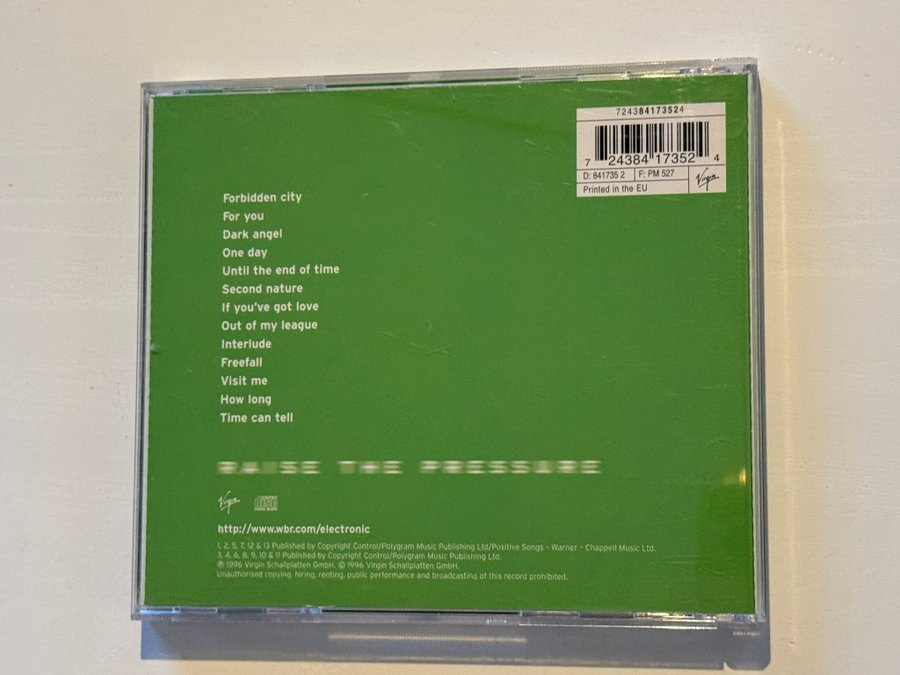 724384173524
7 24384 17352 4
D: 841735 2 F: PM 527
Printed in the EU
Virgin
Forbidden city
For you
Dark angel
One day
Until the end of time
Second nature
If you've got love
Out of my league
Interlude
Freefall
Visit me
How long
Time can tell
RAISE THE PRESSURE
Virgin
http://www.wbr.com/electronic
1, 2, 5, 7, 12 & 13 Published by Copyright Control/Polygram Music Publishing Ltd/Positive Songs - Warner - Chappell Music Ltd.
3, 4, 6, 8, 9, 10 & 11 Published by Copyright Control/Polygram Music Publishing Ltd.
℗ 1996 Virgin Schallplatten GmbH. © 1996 Virgin Schallplatten GmbH.
Unauthorised copying, hiring, renting, public performance and broadcasting of this record prohibited.